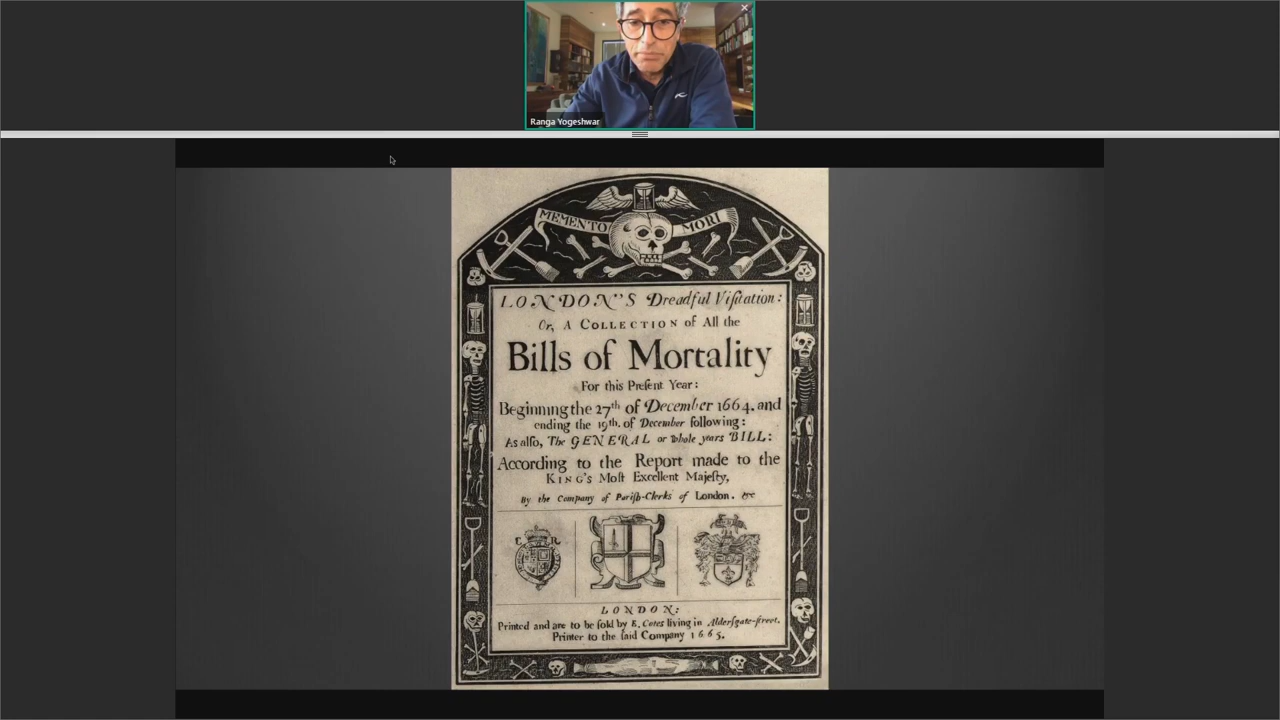 Ranga Yogeshwar
MEMENTO MORI
LONDON'S Dreadful Viſitation:
Or, A COLLECTION of All the
Bills of Mortality
For this Preſent Year:
Beginning the 27th of December 1664. and
ending the 19th. of December following:
As alſo, The GENERAL or whole years BILL:
According to the Report made to the
KING's Moſt Excellent Majeſty,
By the Company of Pariſh-Clerks of London. &c
C R
LONDON:
Printed and are to be ſold by E. Cotes living in Alderſgate-ſtreet.
Printer to the ſaid Company 1665.